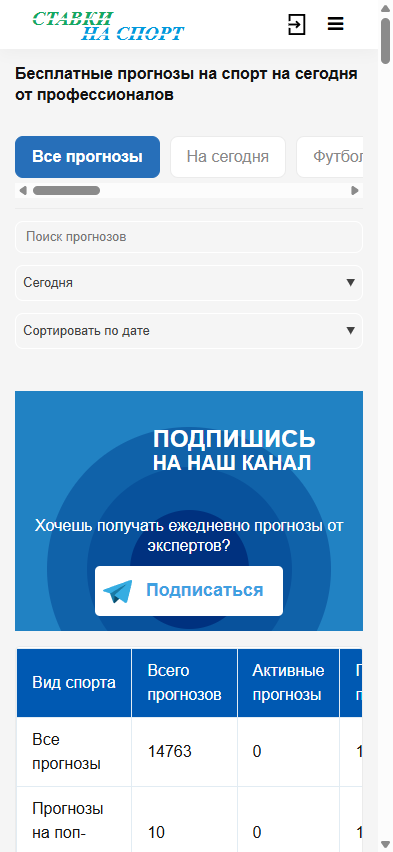 СТАВКИ
НА СПОРТ
Бесплатные прогнозы на спорт на сегодня
от профессионалов
Все прогнозы
На сегодня
Футбол
Поиск прогнозов
Сегодня
Сортировать по дате
ПОДПИШИСЬ
НА НАШ КАНАЛ
Хочешь получать ежедневно прогнозы от
экспертов?
Подписаться
Вид спорта
Всего
прогнозов
Активные
прогнозы
Все
прогнозы
14763
0
Прогнозы
на поп-
10
0